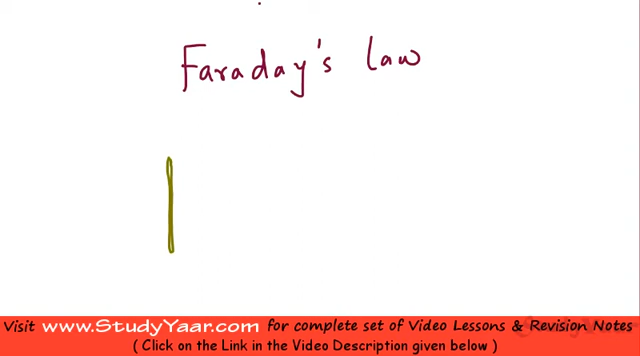 Faraday's law
Visit www.StudyYaar.com for complete set of Video Lessons & Revision Notes
( Click on the Link in the Video Description given below )